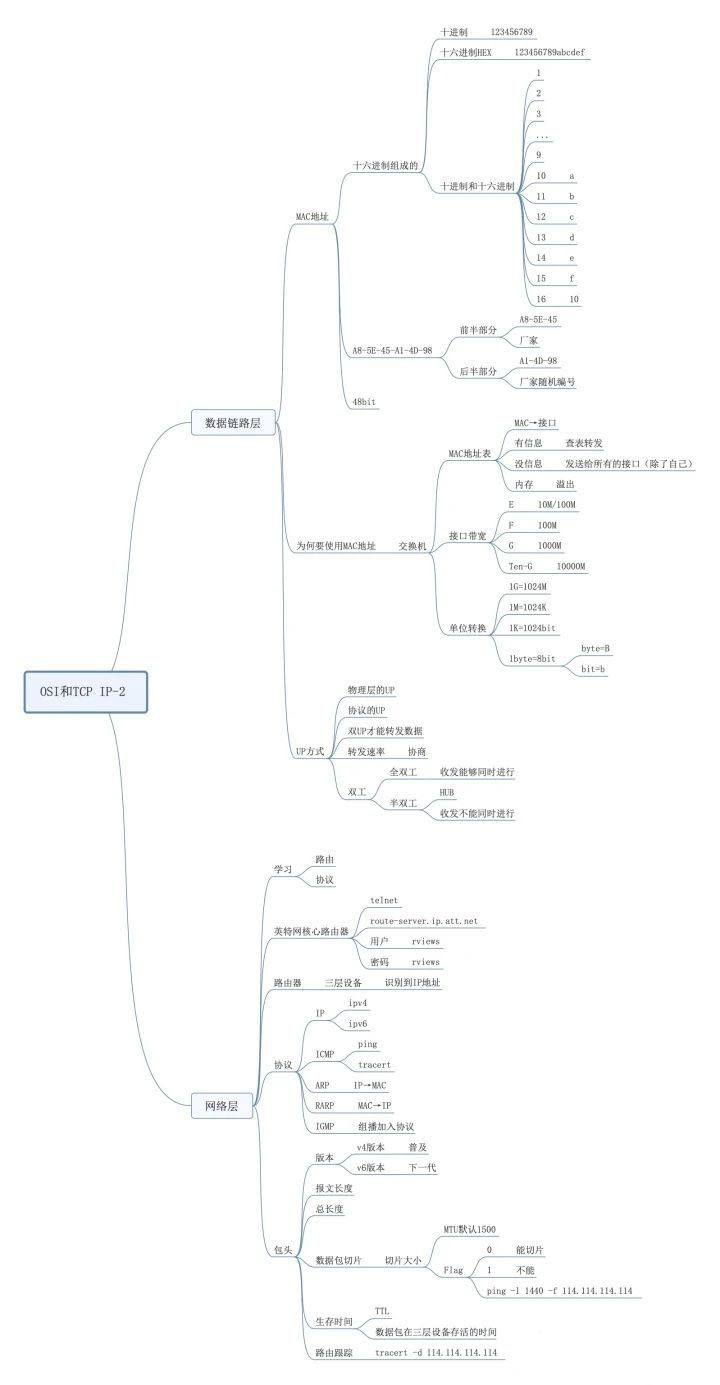 十进制 123456789
十六进制HEX 123456789abcdef
1
2
3
...
9
十六进制组成的
10 a
十进制和十六进制
11 b
12 c
MAC地址
13 d
14 e
15 f
16 10
A8-5E-45
前半部分
厂家
A8-5E-45-A1-4D-98
A1-4D-98
后半部分
厂家随机编号
48bit
数据链路层
MAC→接口
有信息 查表转发
MAC地址表
没信息 发送给所有的接口（除了自己）
内存 溢出
E 10M/100M
F 100M
接口带宽
为何要使用MAC地址 交换机
G 1000M
Ten-G 10000M
1G=1024M
1M=1024K
单位转换
1K=1024bit
byte=B
1byte=8bit
bit=b
OSI和TCP IP-2
物理层的UP
协议的UP
双UP才能转发数据
UP方式
转发速率 协商
全双工 收发能够同时进行
双工
HUB
半双工
收发不能同时进行
路由
学习
协议
telnet
route-server.ip.att.net
英特网核心路由器
用户 rviews
密码 rviews
路由器 三层设备 识别到IP地址
ipv4
IP
ipv6
ping
ICMP
协议
tracert
ARP IP→MAC
网络层
RARP MAC→IP
IGMP 组播加入协议
v4版本 普及
版本
v6版本 下一代
报文长度
总长度
MTU默认1500
包头
0 能切片
数据包切片 切片大小
Flag
1 不能
ping -l 1440 -f 114.114.114.114
TTL
生存时间
数据包在三层设备存活的时间
路由跟踪 tracert -d 114.114.114.114